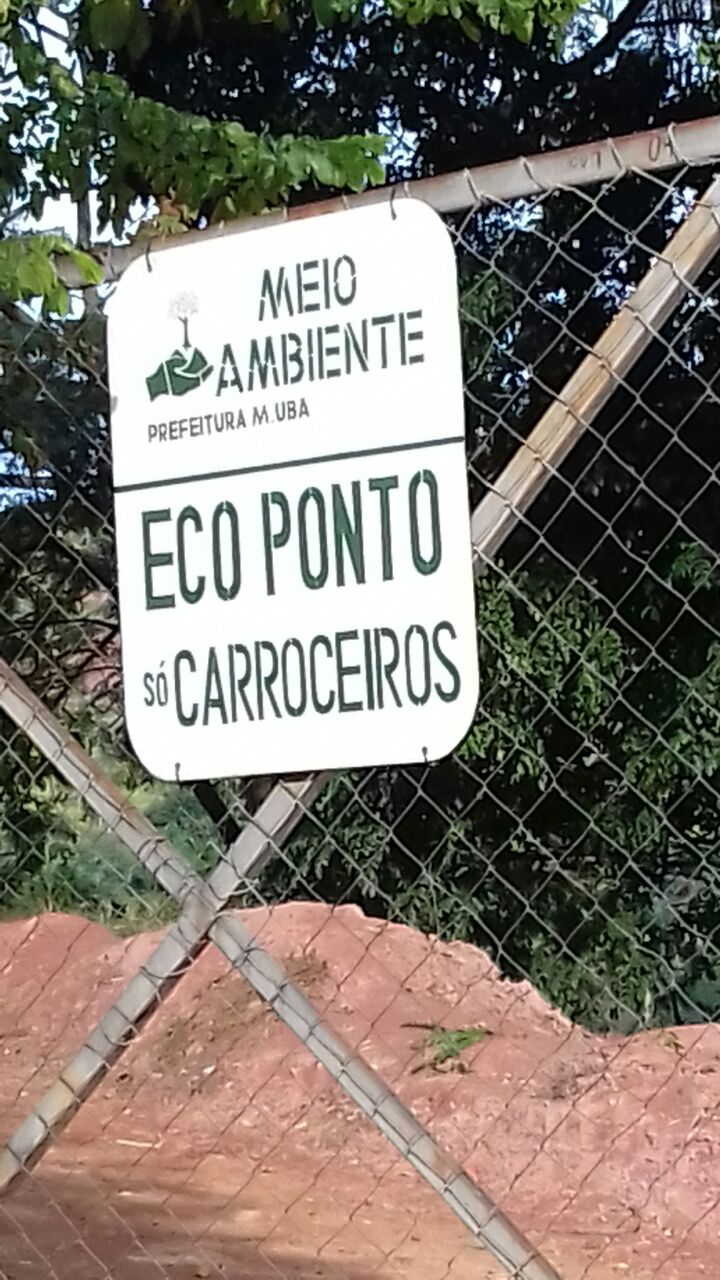 MEIO
AMBIENTE
PREFEITURA M.UBA
ECO PONTO
SÓ CARROCEIROS